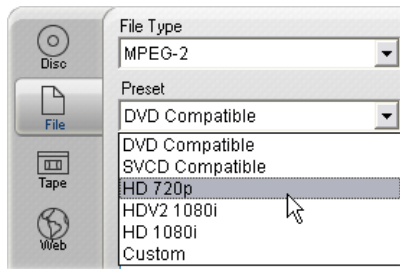 Disc
File
Tape
Web
File Type
MPEG-2
Preset
DVD Compatible
DVD Compatible
SVCD Compatible
HD 720p
HDV2 1080i
HD 1080i
Custom